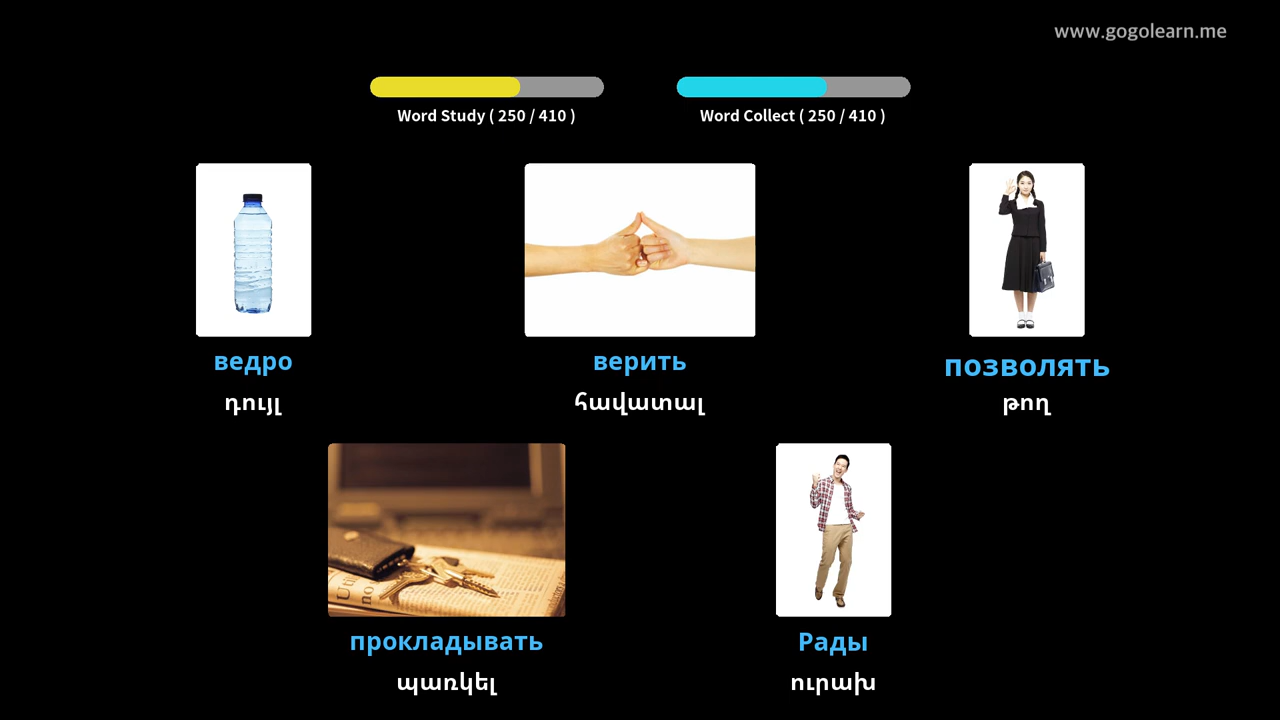 www.gogolearn.me
Word Study ( 250 / 410 )
Word Collect ( 250 / 410 )
ведро
դույլ
верить
հավատալ
позволять
թող
прокладывать
պառկել
Рады
ուրախ